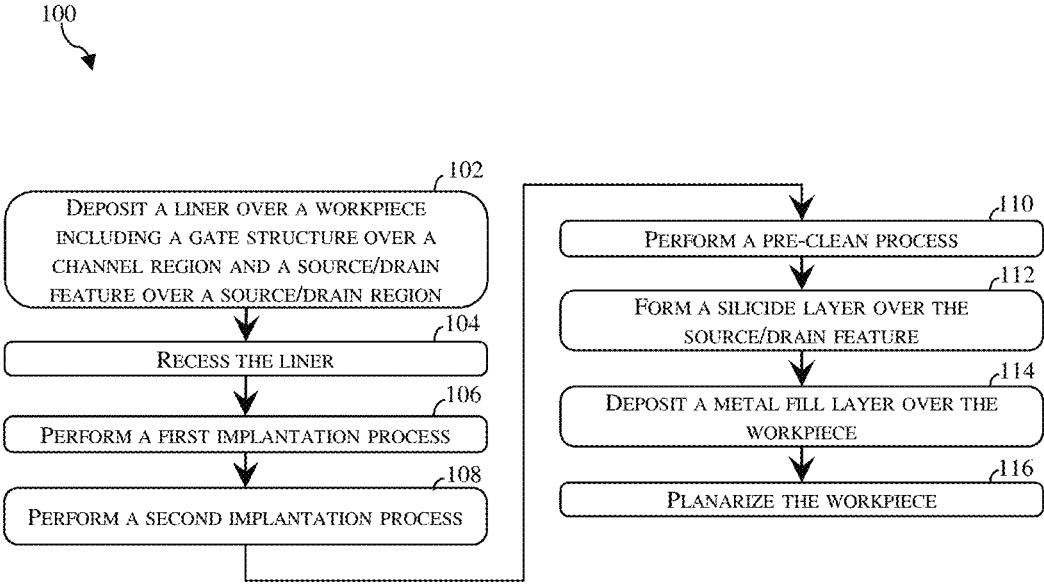 100
102
DEPOSIT A LINER OVER A WORKPIECE
INCLUDING A GATE STRUCTURE OVER A
CHANNEL REGION AND A SOURCE/DRAIN
FEATURE OVER A SOURCE/DRAIN REGION
104
RECESS THE LINER
106
PERFORM A FIRST IMPLANTATION PROCESS
108
PERFORM A SECOND IMPLANTATION PROCESS
110
PERFORM A PRE-CLEAN PROCESS
112
FORM A SILICIDE LAYER OVER THE
SOURCE/DRAIN FEATURE
114
DEPOSIT A METAL FILL LAYER OVER THE
WORKPIECE
116
PLANARIZE THE WORKPIECE